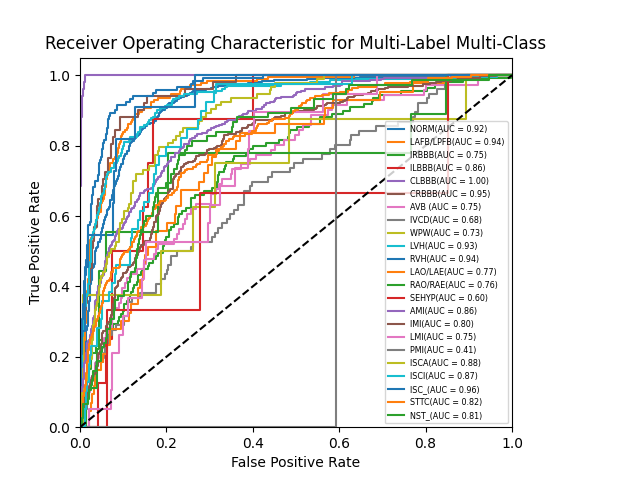 Receiver Operating Characteristic for Multi-Label Multi-Class
1.0
0.8
0.6
0.4
0.2
0.0
True Positive Rate
NORM(AUC = 0.92)
LAFB/LPFB(AUC = 0.94)
IRBBB(AUC = 0.75)
ILBBB(AUC = 0.86)
CLBBB(AUC = 1.00)
CRBBB(AUC = 0.95)
AVB (AUC = 0.75)
IVCD(AUC = 0.68)
WPW(AUC = 0.73)
LVH(AUC = 0.93)
RVH(AUC = 0.94)
LAO/LAE(AUC = 0.77)
RAO/RAE(AUC = 0.76)
SEHYP(AUC = 0.60)
AMI(AUC = 0.86)
IMI(AUC = 0.80)
LMI(AUC = 0.75)
PMI(AUC = 0.41)
ISCA(AUC = 0.88)
ISCI(AUC = 0.87)
ISC_(AUC = 0.96)
STTC(AUC = 0.82)
NST_(AUC = 0.81)
0.0 0.2 0.4 0.6 0.8 1.0
False Positive Rate